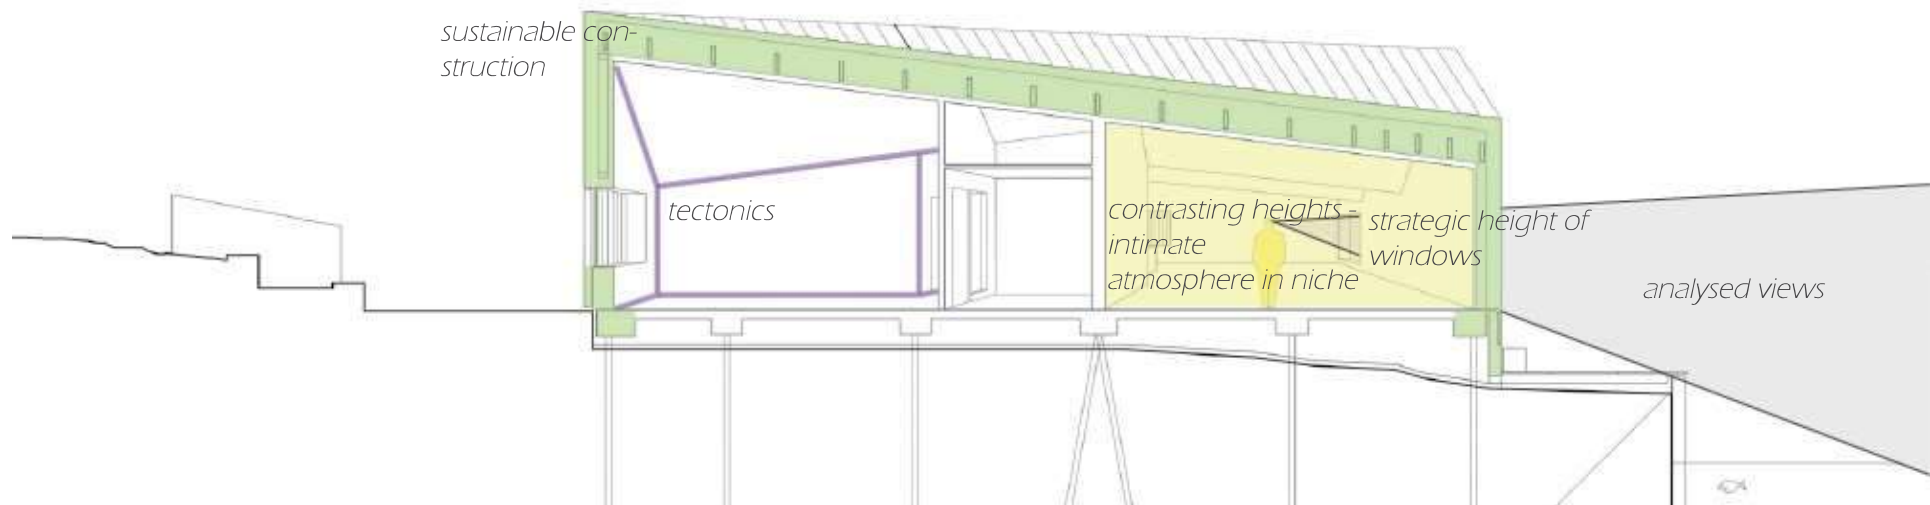 sustainable con-
struction
tectonics
contrasting heights -
intimate
atmosphere in niche
strategic height of
windows
analysed views